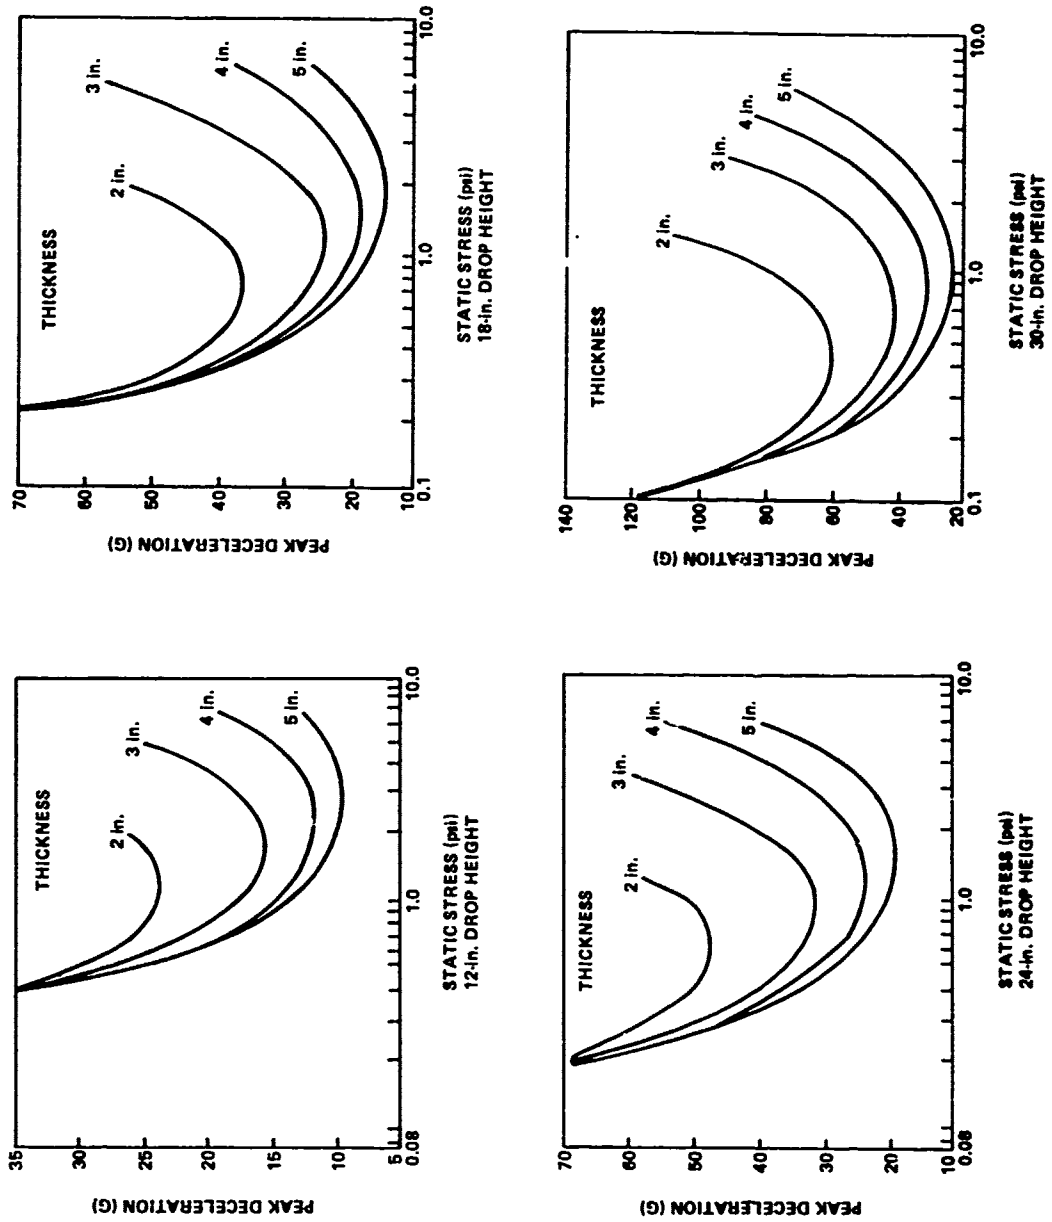 PEAK DECELERATION (G)
35
30
25
20
15
10
5
0.08
1.0
10.0
THICKNESS
2 in.
3 in.
4 in.
5 in.
STATIC STRESS (psi)
12-in. DROP HEIGHT
PEAK DECELERATION (G)
70
60
50
40
30
20
10
0.1
1.0
10.0
THICKNESS
2 in.
3 in.
4 in.
5 in.
STATIC STRESS (psi)
18-in. DROP HEIGHT
PEAK DECELERATION (G)
70
60
50
40
30
20
10
0.08
1.0
10.0
THICKNESS
2 in.
3 in.
4 in.
5 in.
STATIC STRESS (psi)
24-in. DROP HEIGHT
PEAK DECELERATION (G)
140
120
100
80
60
40
20
0.1
1.0
10.0
THICKNESS
2 in.
3 in.
4 in.
5 in.
STATIC STRESS (psi)
30-in. DROP HEIGHT